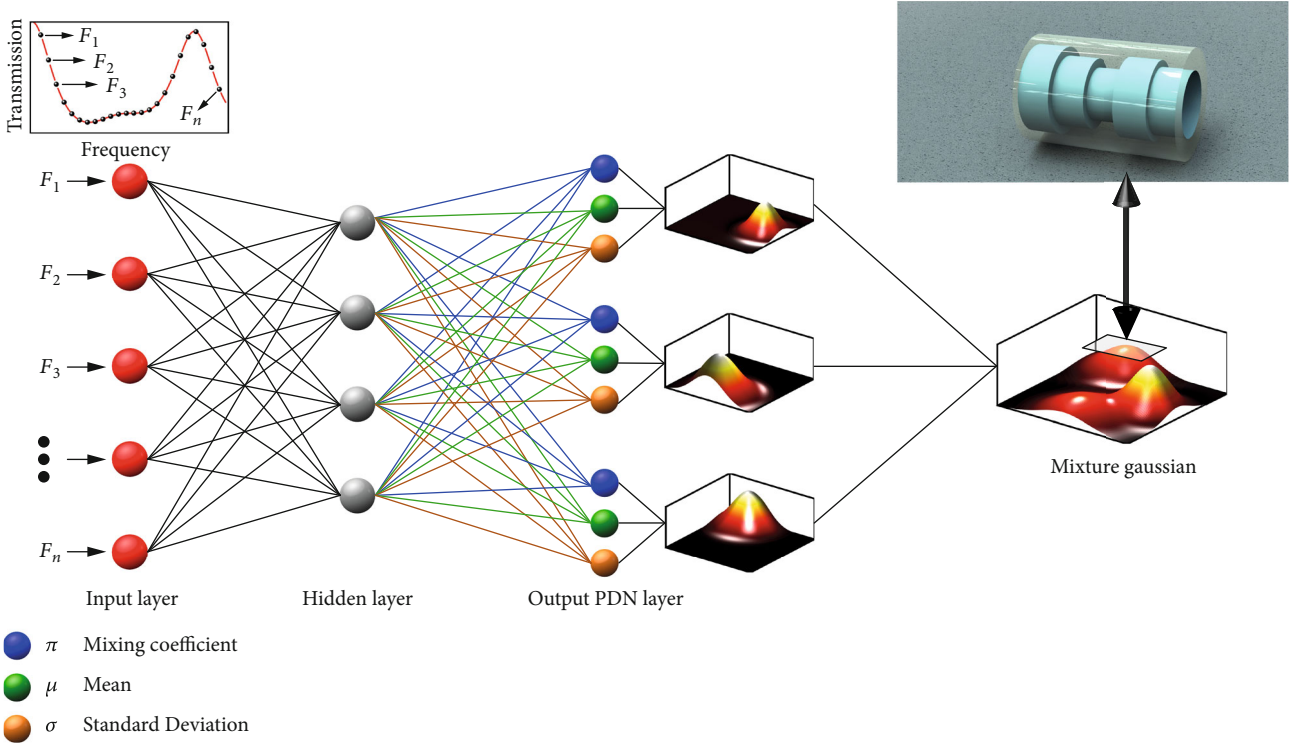 Transmission
F1
F2
F3
Fn
Frequency
F1
F2
F3
Fn
Input layer
Hidden layer
Output PDN layer
Mixture gaussian
π Mixing coefficient
μ Mean
σ Standard Deviation